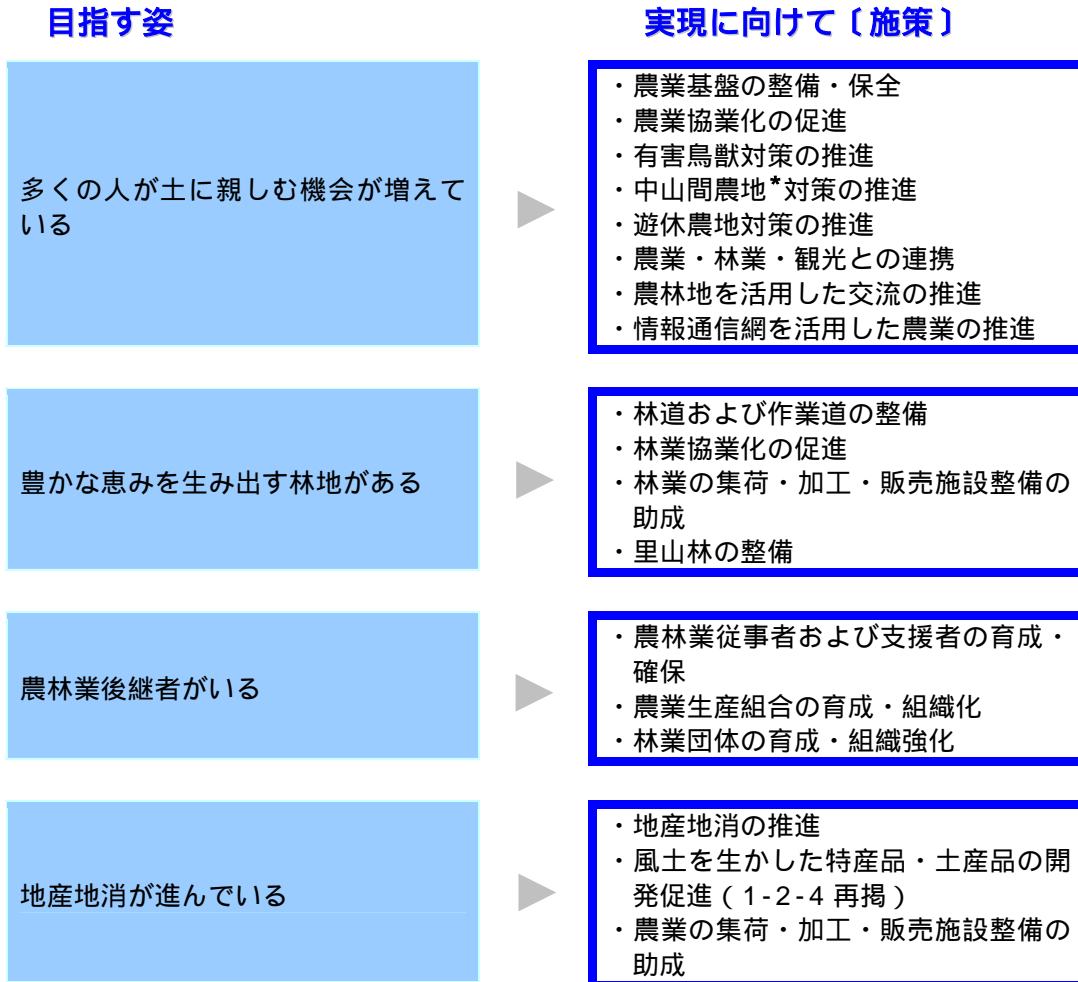 目指す姿
実現に向けて〔施策〕
多くの人が土に親しむ機会が増えて
いる
・農業基盤の整備・保全
・農業協業化の促進
・有害鳥獣対策の推進
・中山間農地*対策の推進
・遊休農地対策の推進
・農業・林業・観光との連携
・農林地を活用した交流の推進
・情報通信網を活用した農業の推進
豊かな恵みを生み出す林地がある
・林道および作業道の整備
・林業協業化の促進
・林業の集荷・加工・販売施設整備の
助成
・里山林の整備
農林業後継者がいる
・農林業従事者および支援者の育成・
確保
・農業生産組合の育成・組織化
・林業団体の育成・組織強化
地産地消が進んでいる
・地産地消の推進
・風土を生かした特産品・土産品の開
発促進(1-2-4 再掲)
・農業の集荷・加工・販売施設整備の
助成